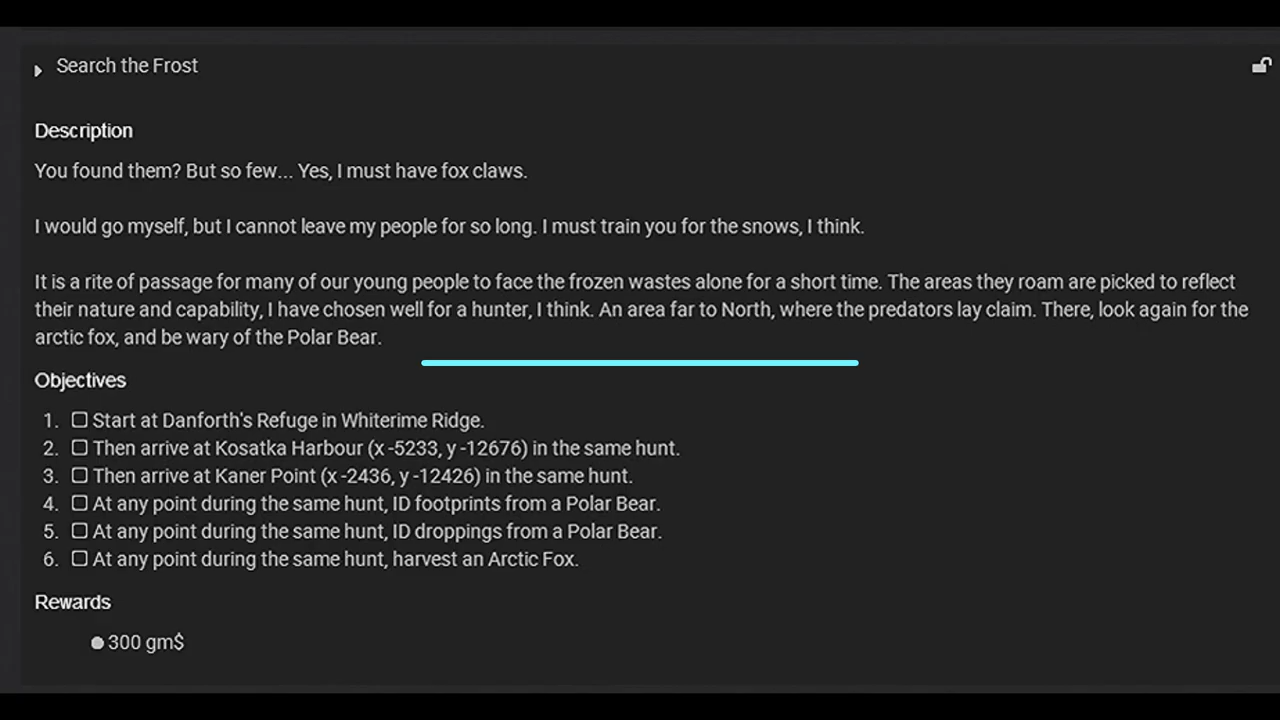 Search the Frost
Description
You found them? But so few... Yes, I must have fox claws.
I would go myself, but I cannot leave my people for so long. I must train you for the snows, I think.
It is a rite of passage for many of our young people to face the frozen wastes alone for a short time. The areas they roam are picked to reflect
their nature and capability, I have chosen well for a hunter, I think. An area far to North, where the predators lay claim. There, look again for the
arctic fox, and be wary of the Polar Bear.
Objectives
1. Start at Danforth's Refuge in Whiterime Ridge.
2. Then arrive at Kosatka Harbour (x -5233, y -12676) in the same hunt.
3. Then arrive at Kaner Point (x -2436, y -12426) in the same hunt.
4. At any point during the same hunt, ID footprints from a Polar Bear.
5. At any point during the same hunt, ID droppings from a Polar Bear.
6. At any point during the same hunt, harvest an Arctic Fox.
Rewards
300 gm$